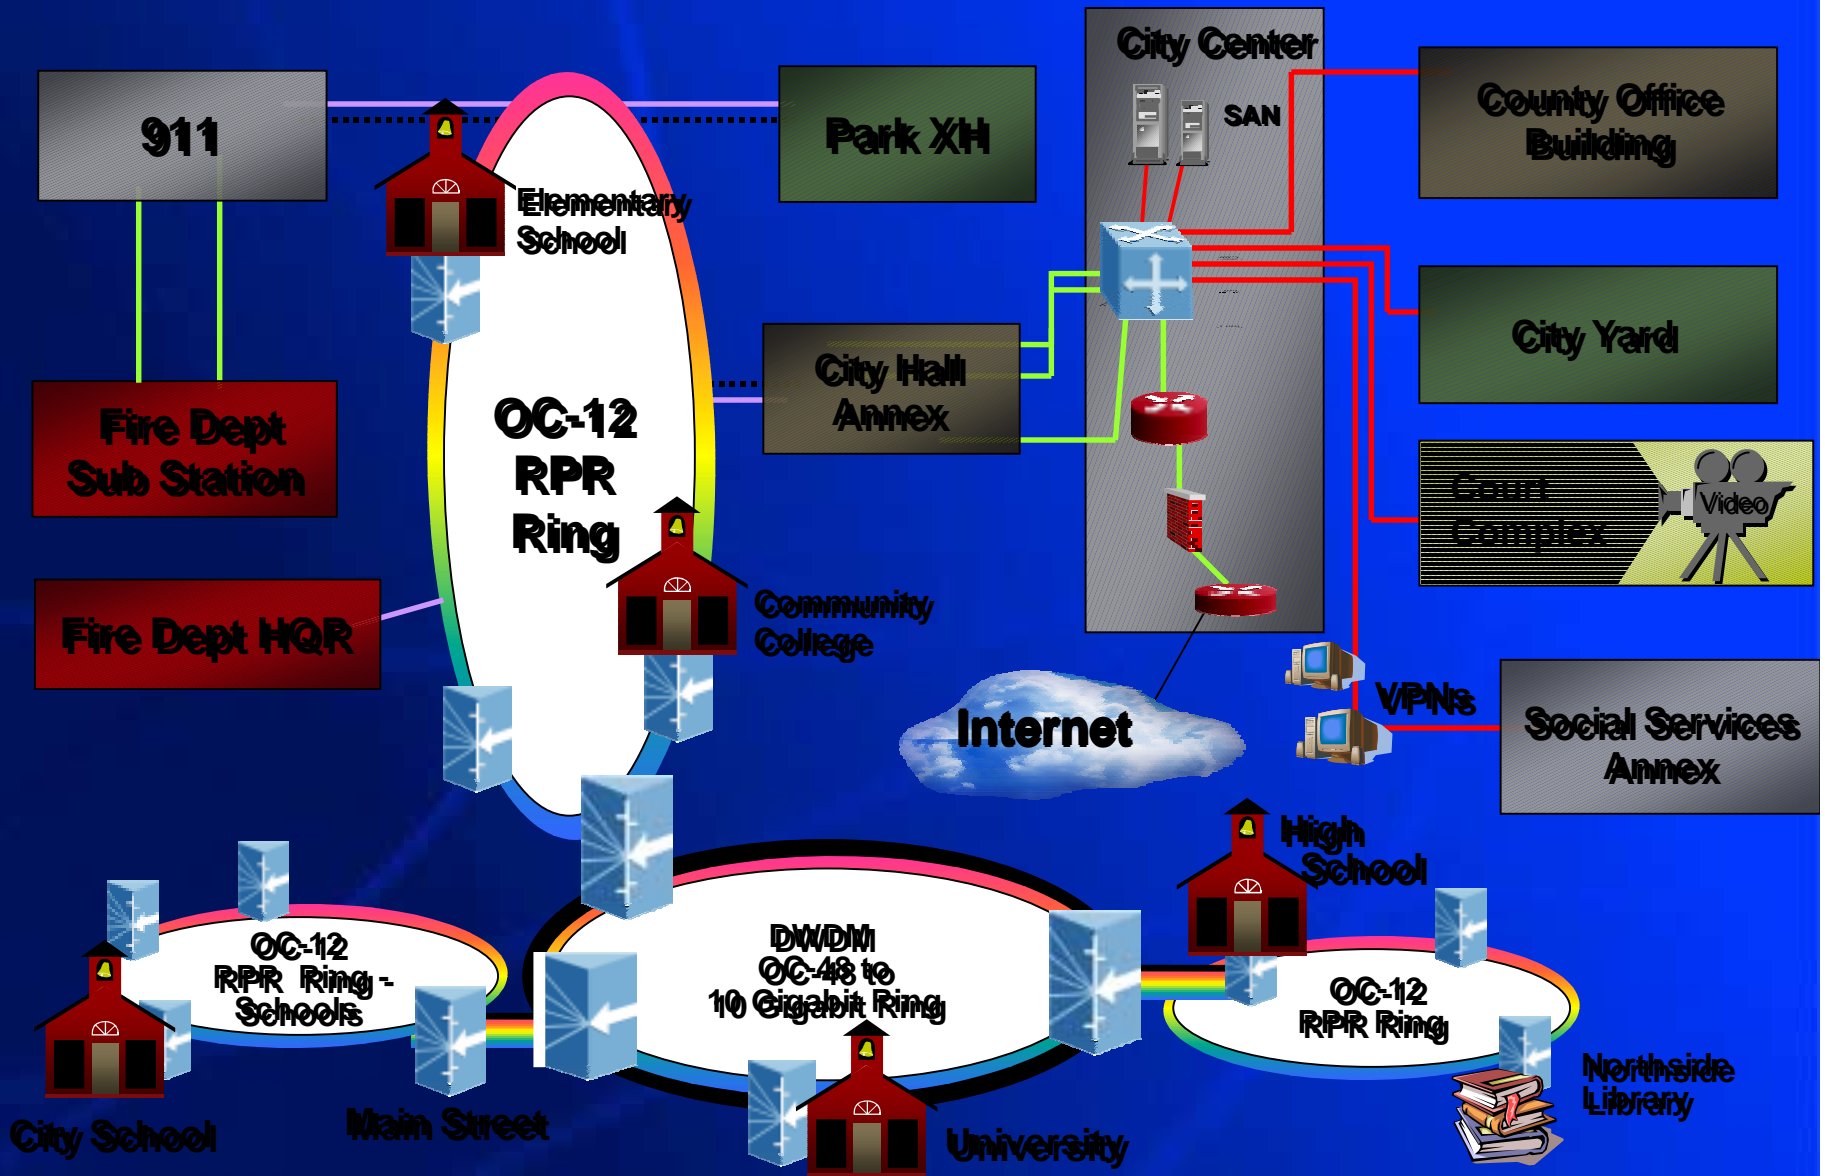 City Center
911
Park XH
SAN
County Office
Building
Elementary
School
City Hall
Annex
City Yard
OC-12
RPR
Ring
Fire Dept
Sub Station
Court
Complex
Video
Fire Dept HQR
Community
College
Internet
VPNs
Social Services
Annex
High
School
OC-12
RPR Ring -
Schools
DWDM
OC-48 to
10 Gigabit Ring
OC-12
RPR Ring
Northside
Library
City School
Main Street
University